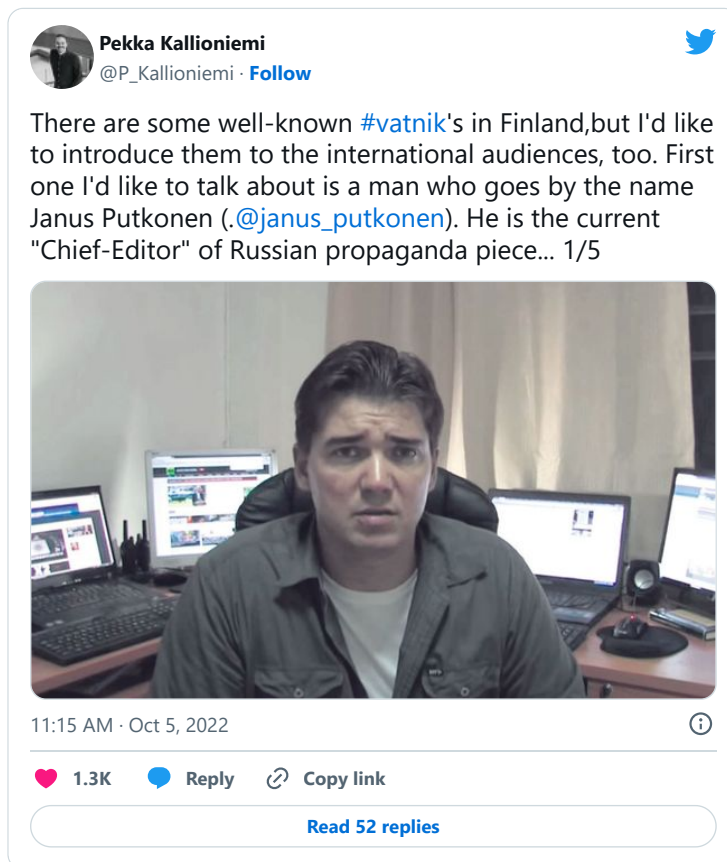 Pekka Kallioniemi
@P_Kallioniemi · Follow
There are some well-known #vatnik's in Finland,but I'd like
to introduce them to the international audiences, too. First
one I'd like to talk about is a man who goes by the name
Janus Putkonen (.@janus_putkonen). He is the current
"Chief-Editor" of Russian propaganda piece... 1/5
11:15 AM · Oct 5, 2022
1.3K Reply Copy link
Read 52 replies